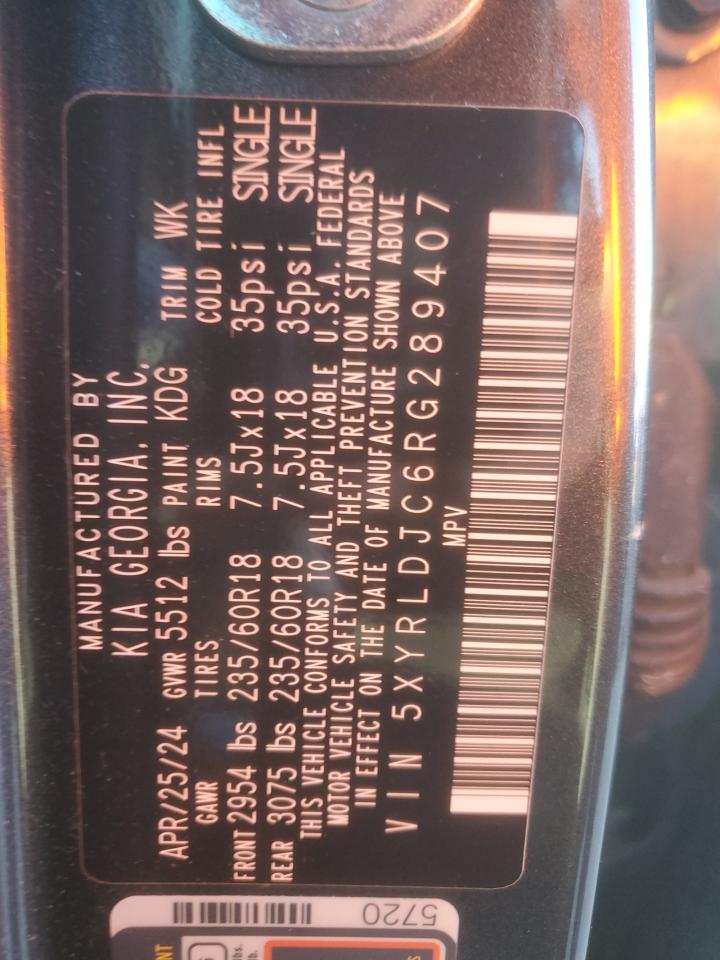 MANUFACTURED BY
KIA GEORGIA, INC.
APR/25/24 GVWR 5512 lbs PAINT KDG TRIM WK
GAWR TIRES RIMS COLD TIRE INFL
FRONT 2954 lbs 235/60R18 7.5Jx18 35psi SINGLE
REAR 3075 lbs 235/60R18 7.5Jx18 35psi SINGLE
THIS VEHICLE CONFORMS TO ALL APPLICABLE U.S.A. FEDERAL
MOTOR VEHICLE SAFETY AND THEFT PREVENTION STANDARDS
IN EFFECT ON THE DATE OF MANUFACTURE SHOWN ABOVE
VIN 5XYRLDJC6RG289407
MPV
5720